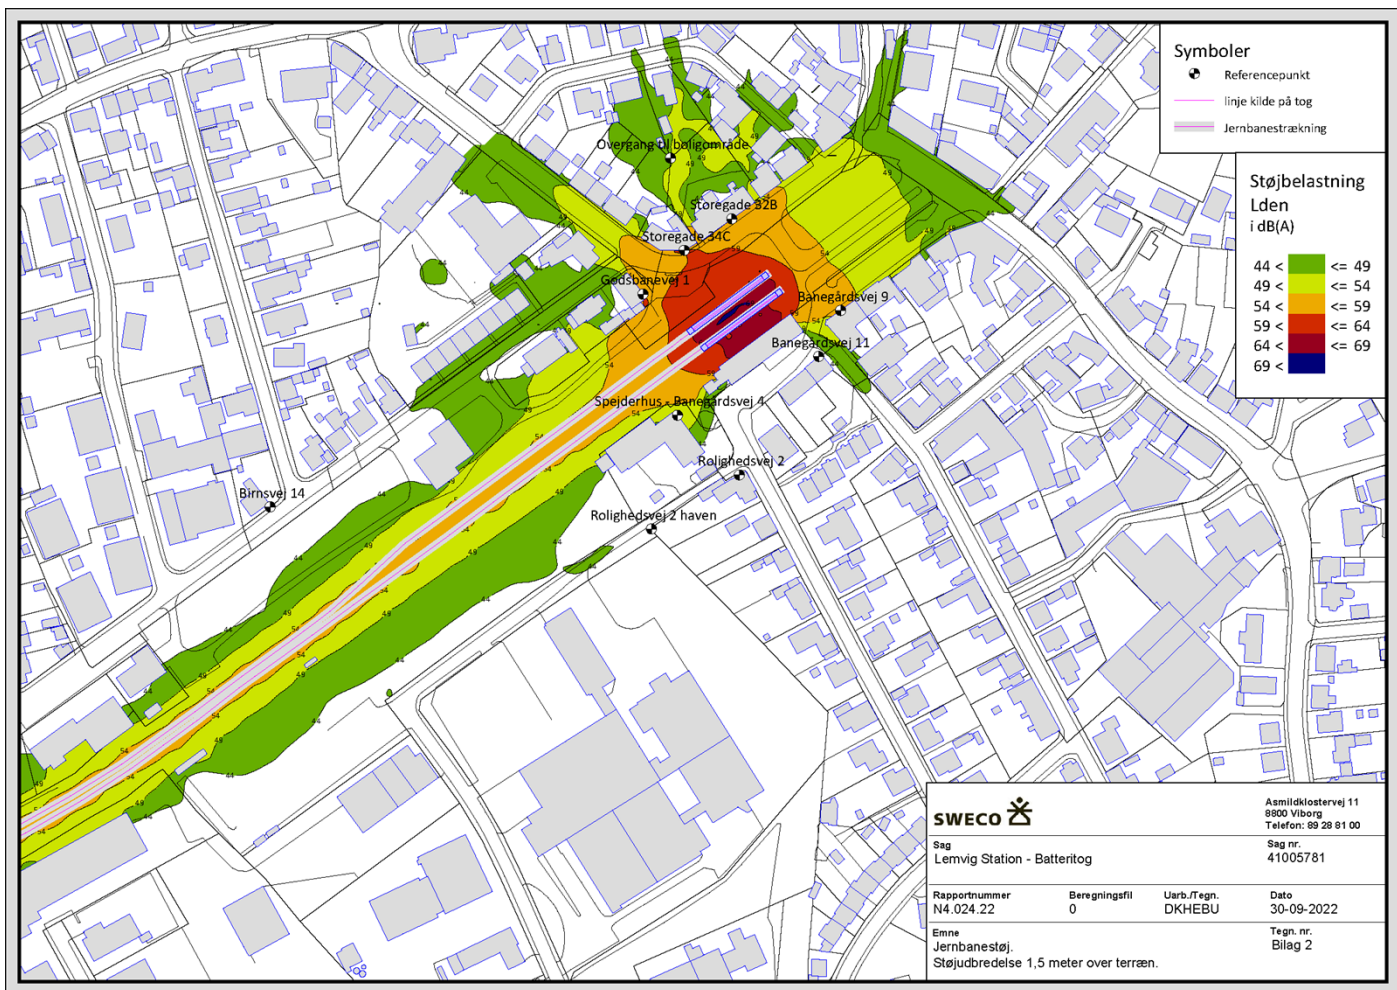 Symboler
Referencepunkt
linje kilde på tog
Jernbanestrækning
Støjbelastning
Lden
i dB(A)
44 < <= 49
49 < <= 54
54 < <= 59
59 < <= 64
64 < <= 69
69 <
Overgang til boligområde
Storegade 32B
Storegade 34C
Godsbanevej 1
Banegårdsvej 9
Banegårdsvej 11
Spejderhus - Banegårdsvej 4
Rolighedsvej 2
Birnsvej 14
Rolighedsvej 2 haven
SWECO
Asmildklostervej 11
8800 Viborg
Telefon: 89 28 81 00
Sag
Lemvig Station - Batteritog
Sag nr.
41005781
Rapportnummer
N4.024.22
Beregningsfil
0
Uarb./Tegn.
DKHEBU
Dato
30-09-2022
Emne
Jernbanestøj.
Støjudbredelse 1,5 meter over terræn.
Tegn. nr.
Bilag 2